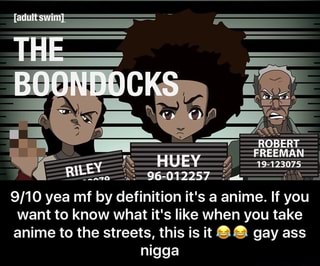 [adult swim]
THE
BOONDOCKS
RILEY
HUEY
96-012257
ROBERT
FREEMAN
19-123075
9/10 yea mf by definition it's a anime. If you
want to know what it's like when you take
anime to the streets, this is it 😂😂 gay ass
nigga